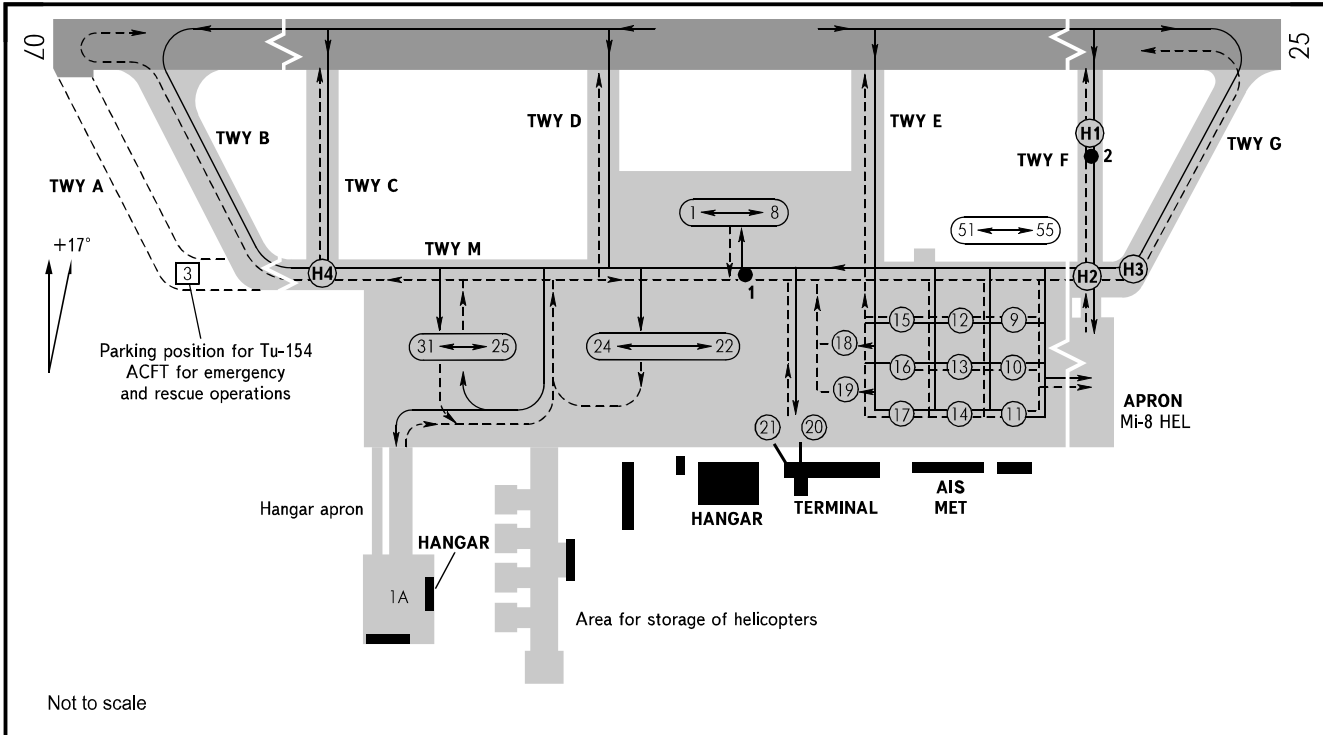 07
25
TWY B
TWY D
TWY E
H1
TWY F
2
TWY G
TWY A
TWY C
1 8
51 55
+17°
TWY M
3
H4
1
H2
H3
Parking position for Tu-154
ACFT for emergency
and rescue operations
31 25
24 22
15
12
9
18
16
13
10
19
17
14
11
APRON
Mi-8 HEL
21
20
Hangar apron
HANGAR
TERMINAL
AIS
MET
HANGAR
1A
Area for storage of helicopters
Not to scale